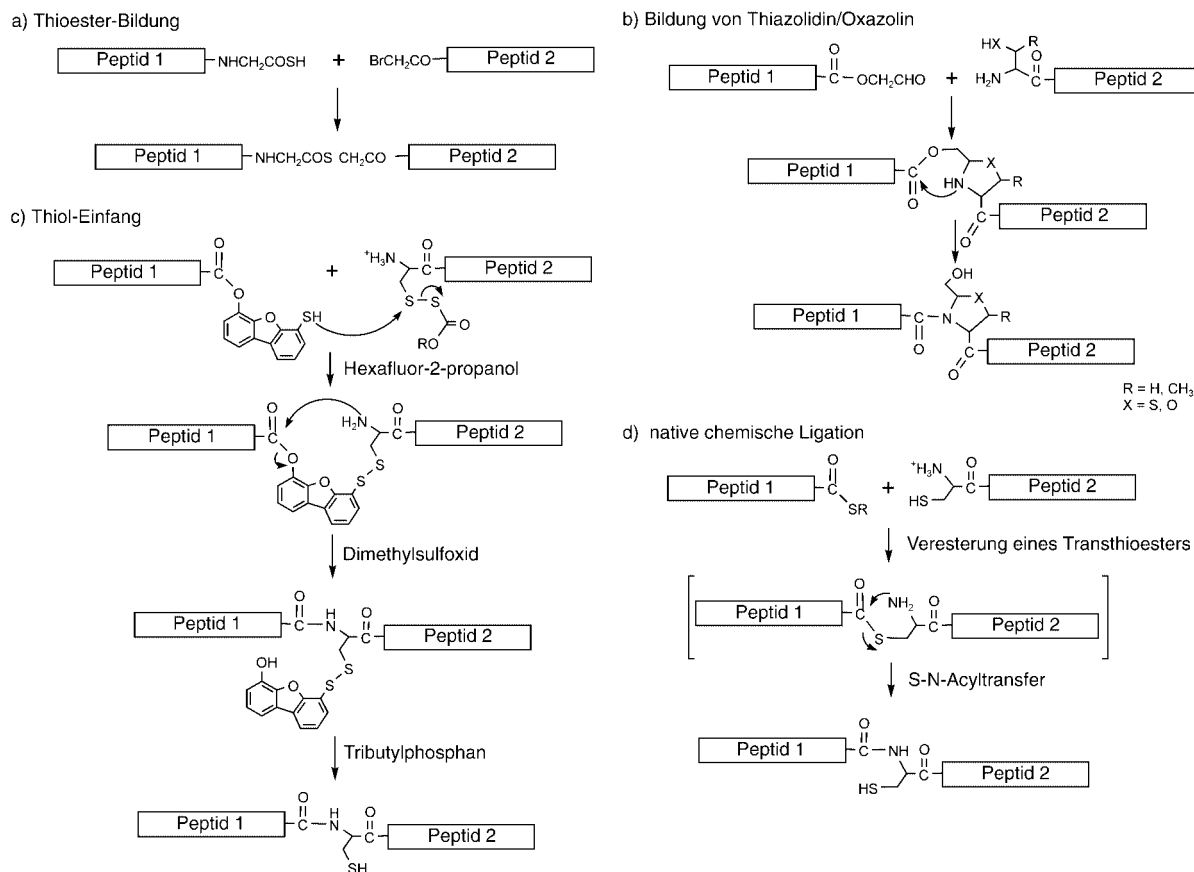 a) Thioester-Bildung
Peptid 1 NHCH₂COSH + BrCH₂CO Peptid 2
Peptid 1 NHCH₂COS CH₂CO Peptid 2
b) Bildung von Thiazolidin/Oxazolin
HX R
O O
Peptid 1 C OCH₂CHO + H₂N C Peptid 2
Peptid 1 C O X
HN R
O C Peptid 2
O
OH
Peptid 1 C N X R
O C Peptid 2
O
R = H, CH₃
X = S, O
c) Thiol-Einfang
O O
Peptid 1 C + ⁺H₃N C Peptid 2
O S S
O SH C O
RO
Hexafluor-2-propanol
O H₂N O
Peptid 1 C C Peptid 2
O S
O S
Dimethylsulfoxid
O H O
Peptid 1 C N C Peptid 2
OH S
O S
Tributylphosphan
O H O
Peptid 1 C N C Peptid 2
SH
d) native chemische Ligation
O ⁺H₃N O
Peptid 1 C + HS C Peptid 2
SR
Veresterung eines Transthioesters
O NH₂ O
Peptid 1 C C Peptid 2
S
S-N-Acyltransfer
O O
Peptid 1 C NH C Peptid 2
HS